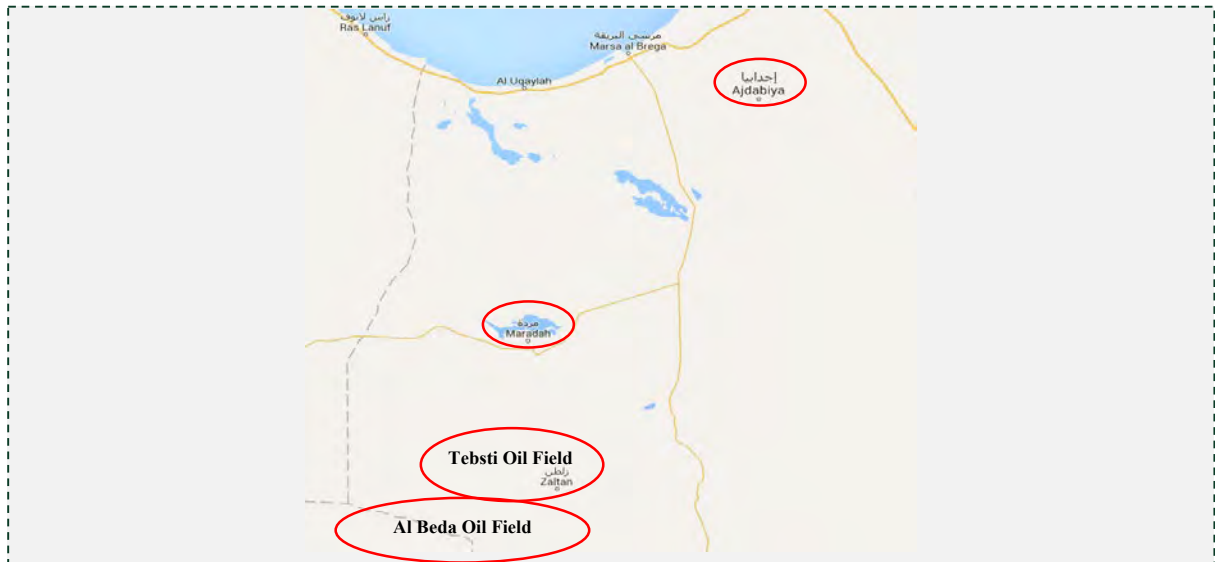 راس لانوف
Ras Lanuf
مرسى البريقة
Marsa al Brega
Al Uqaylah
إجدابيا
Ajdabiya
مردة
Maradah
Tebsti Oil Field
زلطن
Zaltan
Al Beda Oil Field